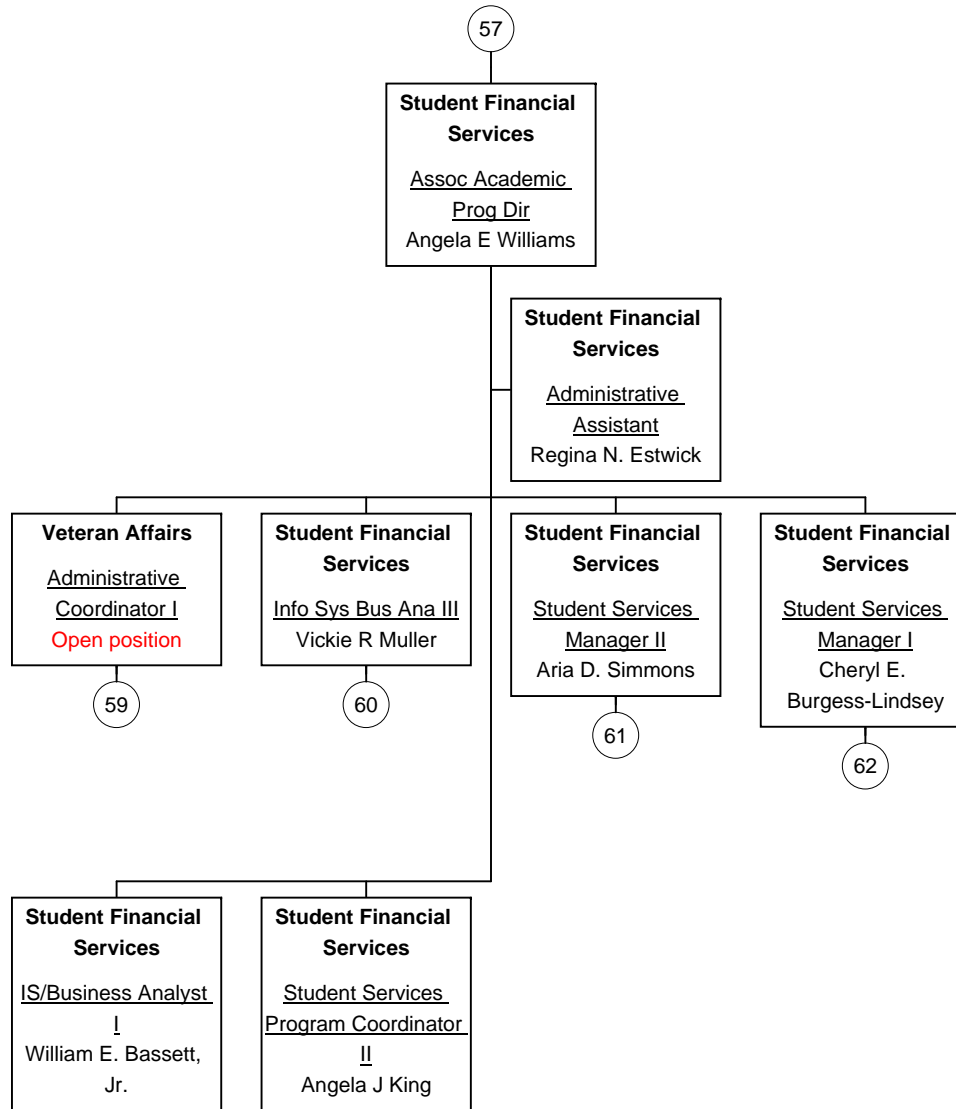 57
Student Financial
Services
Assoc Academic
Prog Dir
Angela E Williams
Student Financial
Services
Administrative
Assistant
Regina N. Estwick
Veteran Affairs
Administrative
Coordinator I
Open position
59
Student Financial
Services
Info Sys Bus Ana III
Vickie R Muller
60
Student Financial
Services
Student Services
Manager II
Aria D. Simmons
61
Student Financial
Services
Student Services
Manager I
Cheryl E.
Burgess-Lindsey
62
Student Financial
Services
IS/Business Analyst
I
William E. Bassett,
Jr.
Student Financial
Services
Student Services
Program Coordinator
II
Angela J King